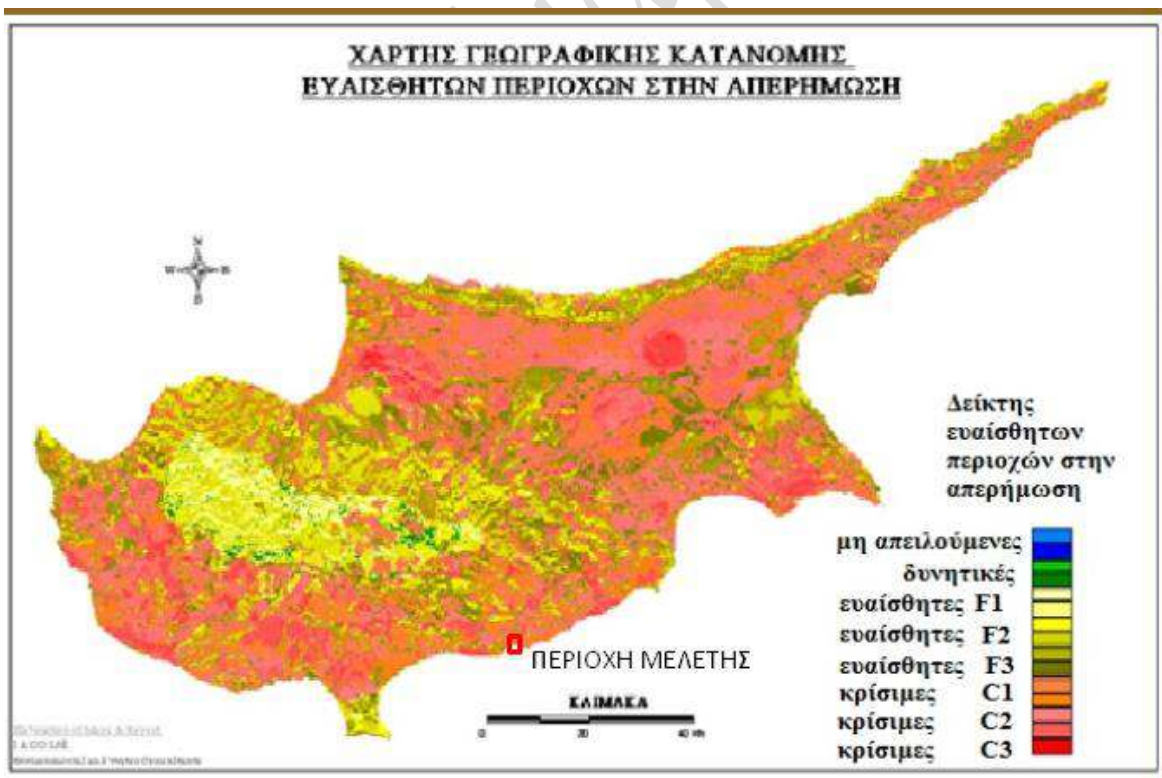 ΧΑΡΤΗΣ ΓΕΩΓΡΑΦΙΚΗΣ ΚΑΤΑΝΟΜΗΣ
ΕΥΑΙΣΘΗΤΩΝ ΠΕΡΙΟΧΩΝ ΣΤΗΝ ΑΠΕΡΗΜΩΣΗ
Δείκτης
ευαίσθητων
περιοχών στην
απερήμωση
μη απειλούμενες
δυνητικές
ευαίσθητες F1
ευαίσθητες F2
ευαίσθητες F3
κρίσιμες C1
κρίσιμες C2
κρίσιμες C3
ΠΕΡΙΟΧΗ ΜΕΛΕΤΗΣ
ΚΛΙΜΑΚΑ
0 20 40